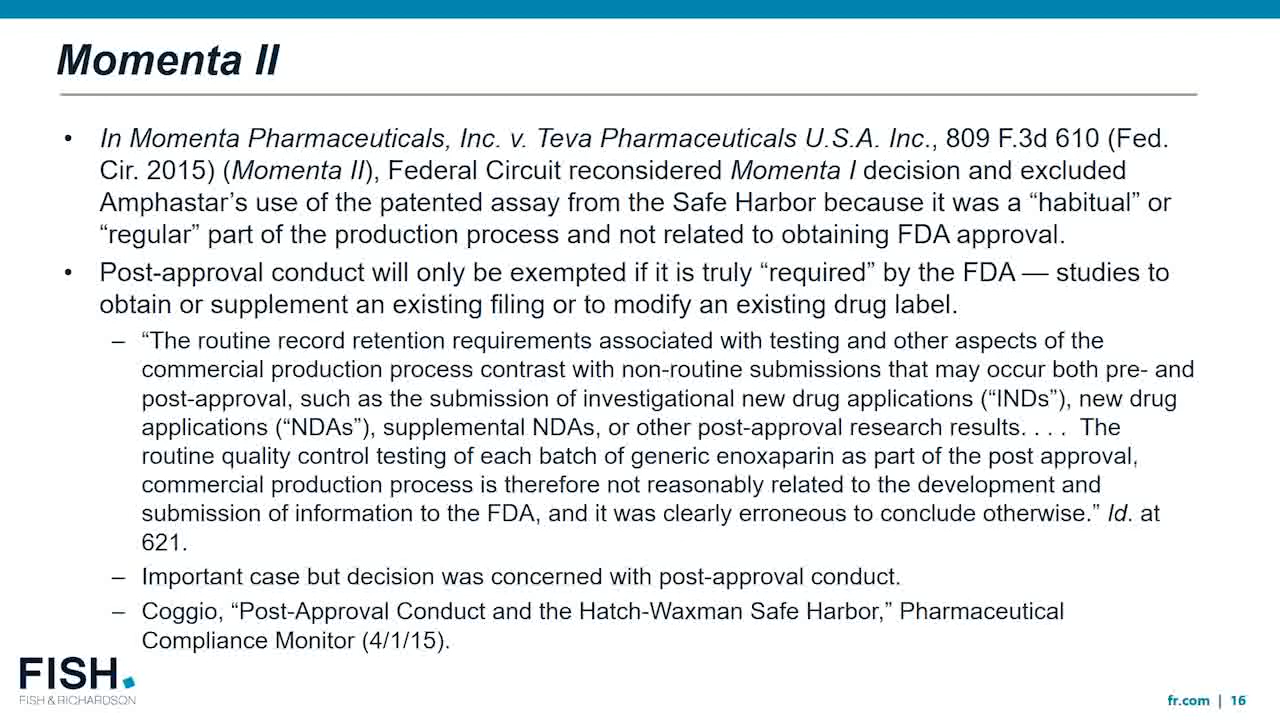 Momenta II
• In Momenta Pharmaceuticals, Inc. v. Teva Pharmaceuticals U.S.A. Inc., 809 F.3d 610 (Fed.
Cir. 2015) (Momenta II), Federal Circuit reconsidered Momenta I decision and excluded
Amphastar’s use of the patented assay from the Safe Harbor because it was a “habitual” or
“regular” part of the production process and not related to obtaining FDA approval.
• Post-approval conduct will only be exempted if it is truly “required” by the FDA — studies to
obtain or supplement an existing filing or to modify an existing drug label.
– “The routine record retention requirements associated with testing and other aspects of the
commercial production process contrast with non-routine submissions that may occur both pre- and
post-approval, such as the submission of investigational new drug applications (“INDs”), new drug
applications (“NDAs”), supplemental NDAs, or other post-approval research results. . . . The
routine quality control testing of each batch of generic enoxaparin as part of the post approval,
commercial production process is therefore not reasonably related to the development and
submission of information to the FDA, and it was clearly erroneous to conclude otherwise.” Id. at
621.
– Important case but decision was concerned with post-approval conduct.
– Coggio, “Post-Approval Conduct and the Hatch-Waxman Safe Harbor,” Pharmaceutical
Compliance Monitor (4/1/15).
FISH.
FISH & RICHARDSON
fr.com | 16